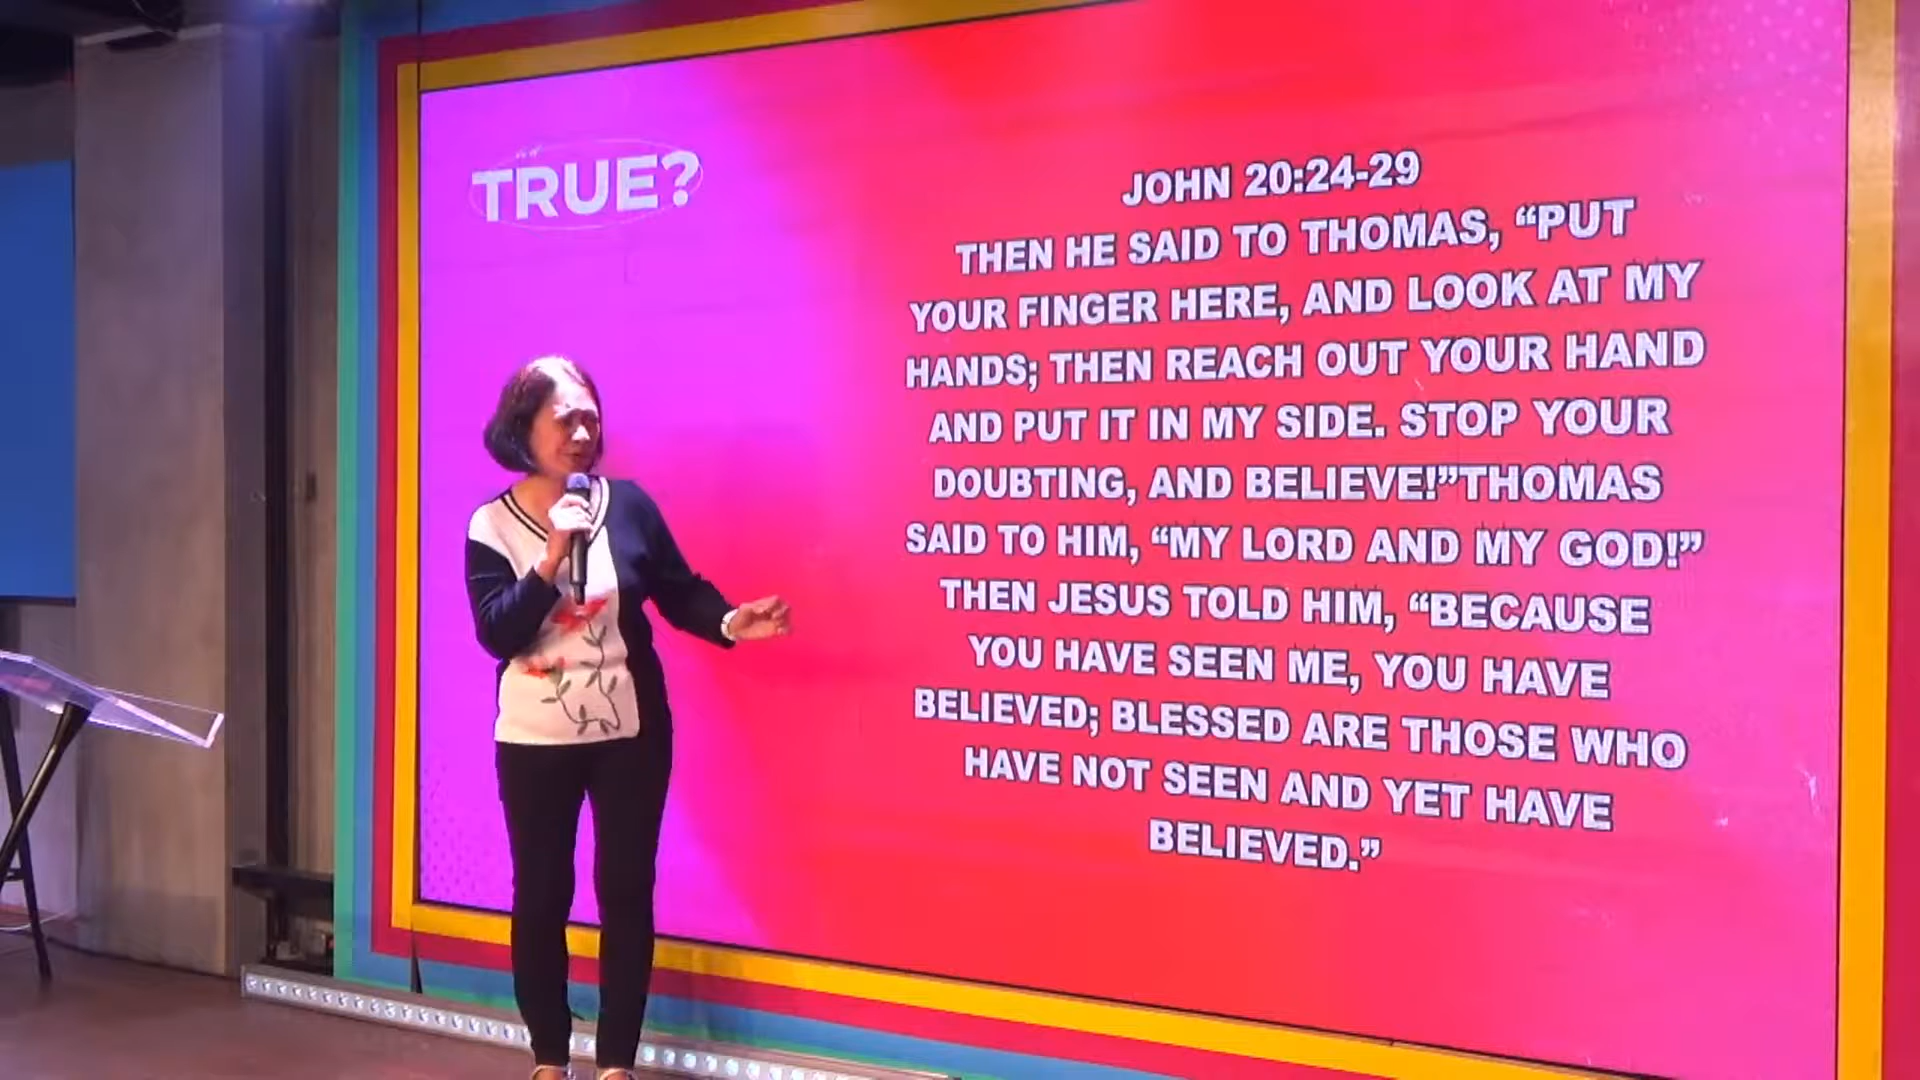 is it
TRUE?
JOHN 20:24-29
THEN HE SAID TO THOMAS, “PUT
YOUR FINGER HERE, AND LOOK AT MY
HANDS; THEN REACH OUT YOUR HAND
AND PUT IT IN MY SIDE. STOP YOUR
DOUBTING, AND BELIEVE!”THOMAS
SAID TO HIM, “MY LORD AND MY GOD!”
THEN JESUS TOLD HIM, “BECAUSE
YOU HAVE SEEN ME, YOU HAVE
BELIEVED; BLESSED ARE THOSE WHO
HAVE NOT SEEN AND YET HAVE
BELIEVED.”